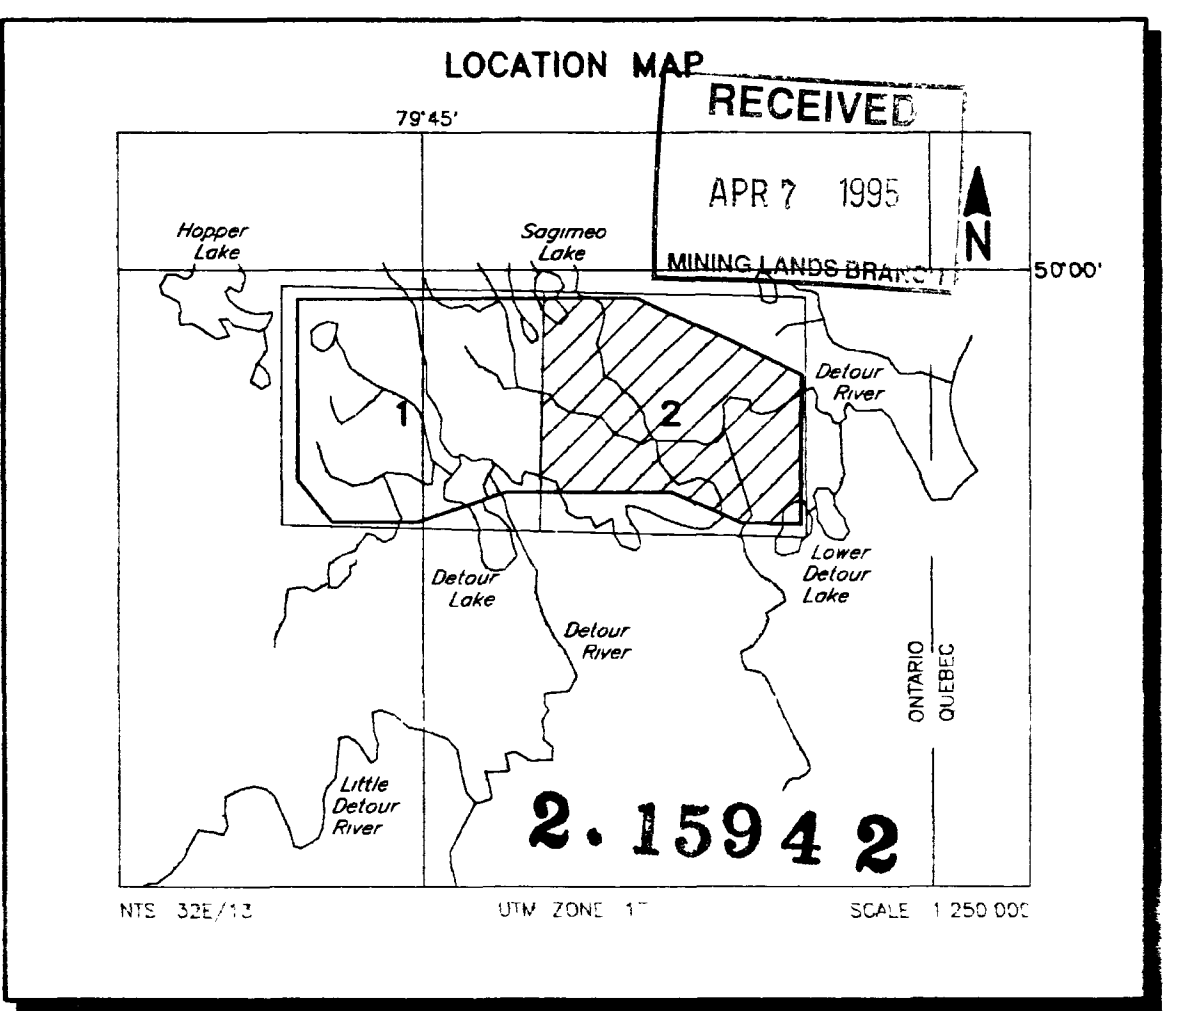 LOCATION MAP
RECEIVED
APR 7 1995
MINING LANDS BRANCH
79°45'
N
50°00'
Hopper
Lake
Sagimeo
Lake
1
2
Detour
River
Detour
Lake
Lower
Detour
Lake
Detour
River
ONTARIO
QUEBEC
Little
Detour
River
2.15942
NTS 32E/13
UTM ZONE
SCALE 1:250 000